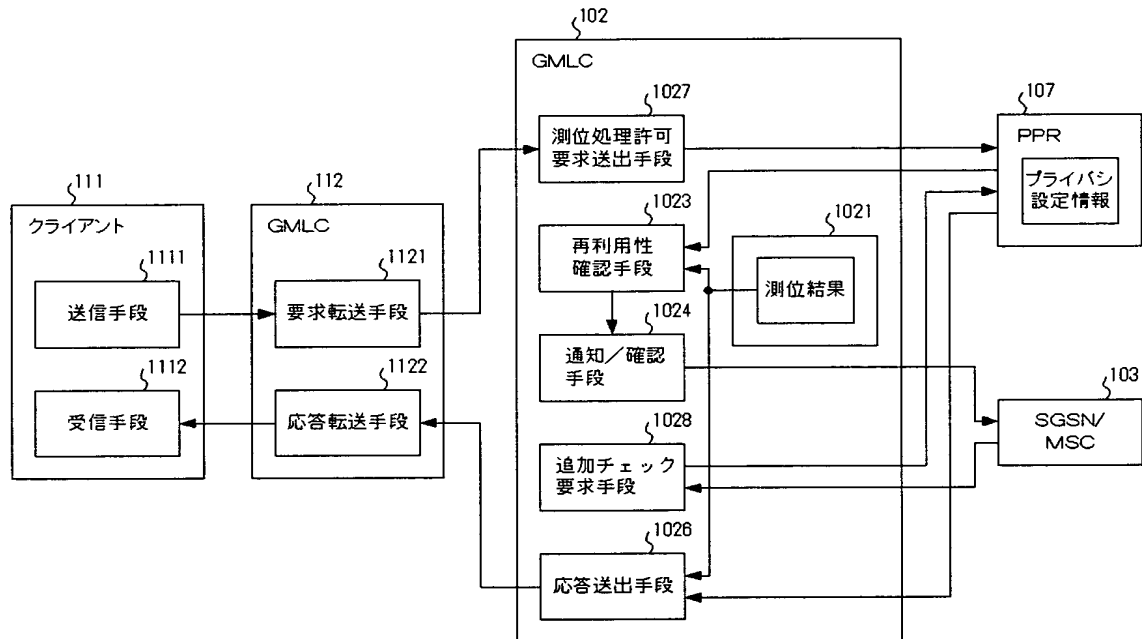 102
GMLC
1027
測位処理許可
要求送出手段
107
PPR
プライバシ
設定情報
111
クライアント
112
GMLC
1023
再利用性
確認手段
1021
測位結果
1111
送信手段
1121
要求転送手段
1024
通知/確認
手段
1112
受信手段
1122
応答転送手段
103
SGSN/
MSC
1028
追加チェック
要求手段
1026
応答送出手段